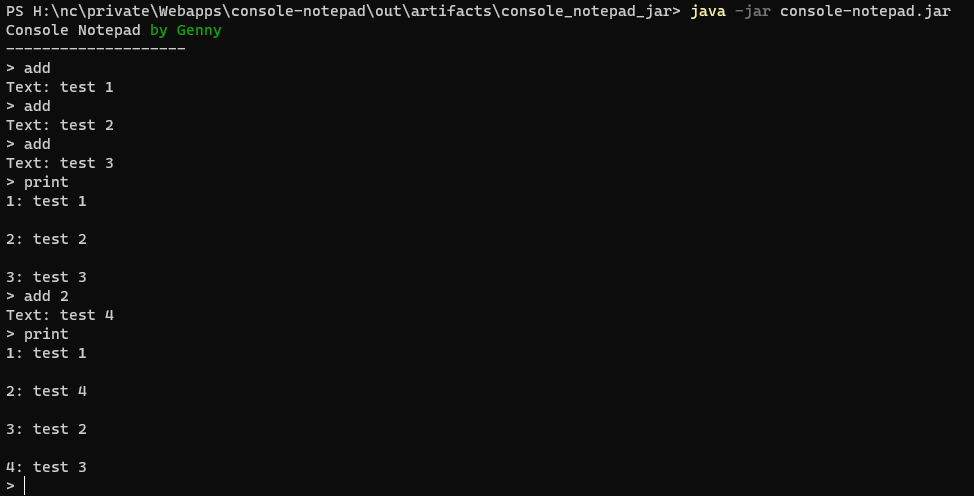 PS H:\nc\private\Webapps\console-notepad\out\artifacts\console_notepad_jar> java -jar console-notepad.jar
Console Notepad by Genny
--------------------
> add
Text: test 1
> add
Text: test 2
> add
Text: test 3
> print
1: test 1
2: test 2
3: test 3
> add 2
Text: test 4
> print
1: test 1
2: test 4
3: test 2
4: test 3
>